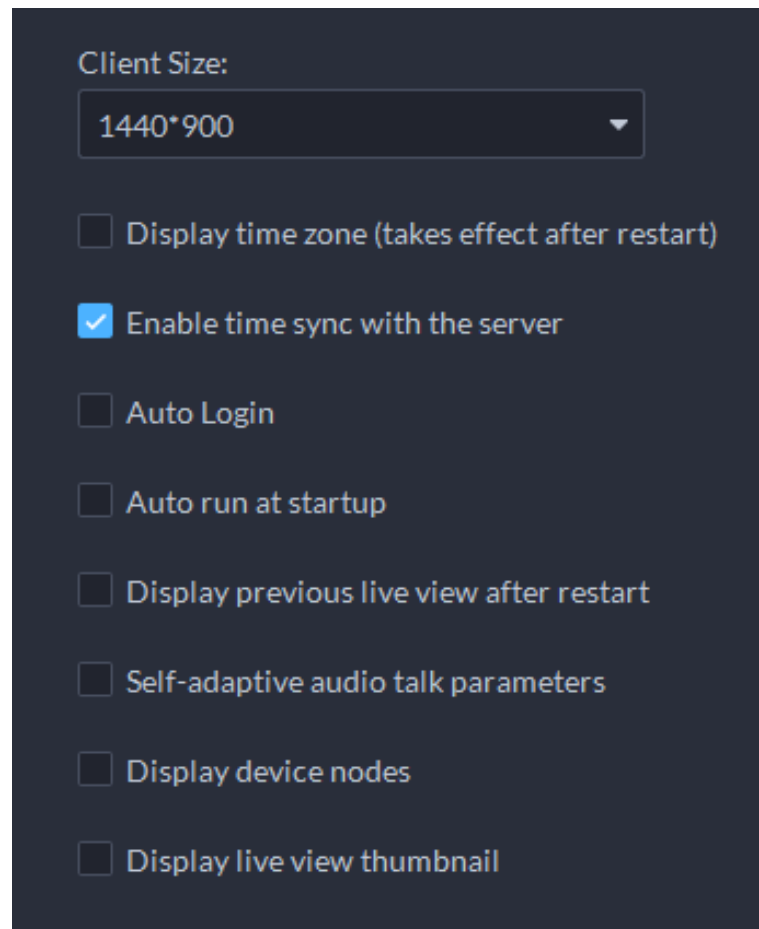 Client Size:
1440*900
Display time zone (takes effect after restart)
Enable time sync with the server
Auto Login
Auto run at startup
Display previous live view after restart
Self-adaptive audio talk parameters
Display device nodes
Display live view thumbnail